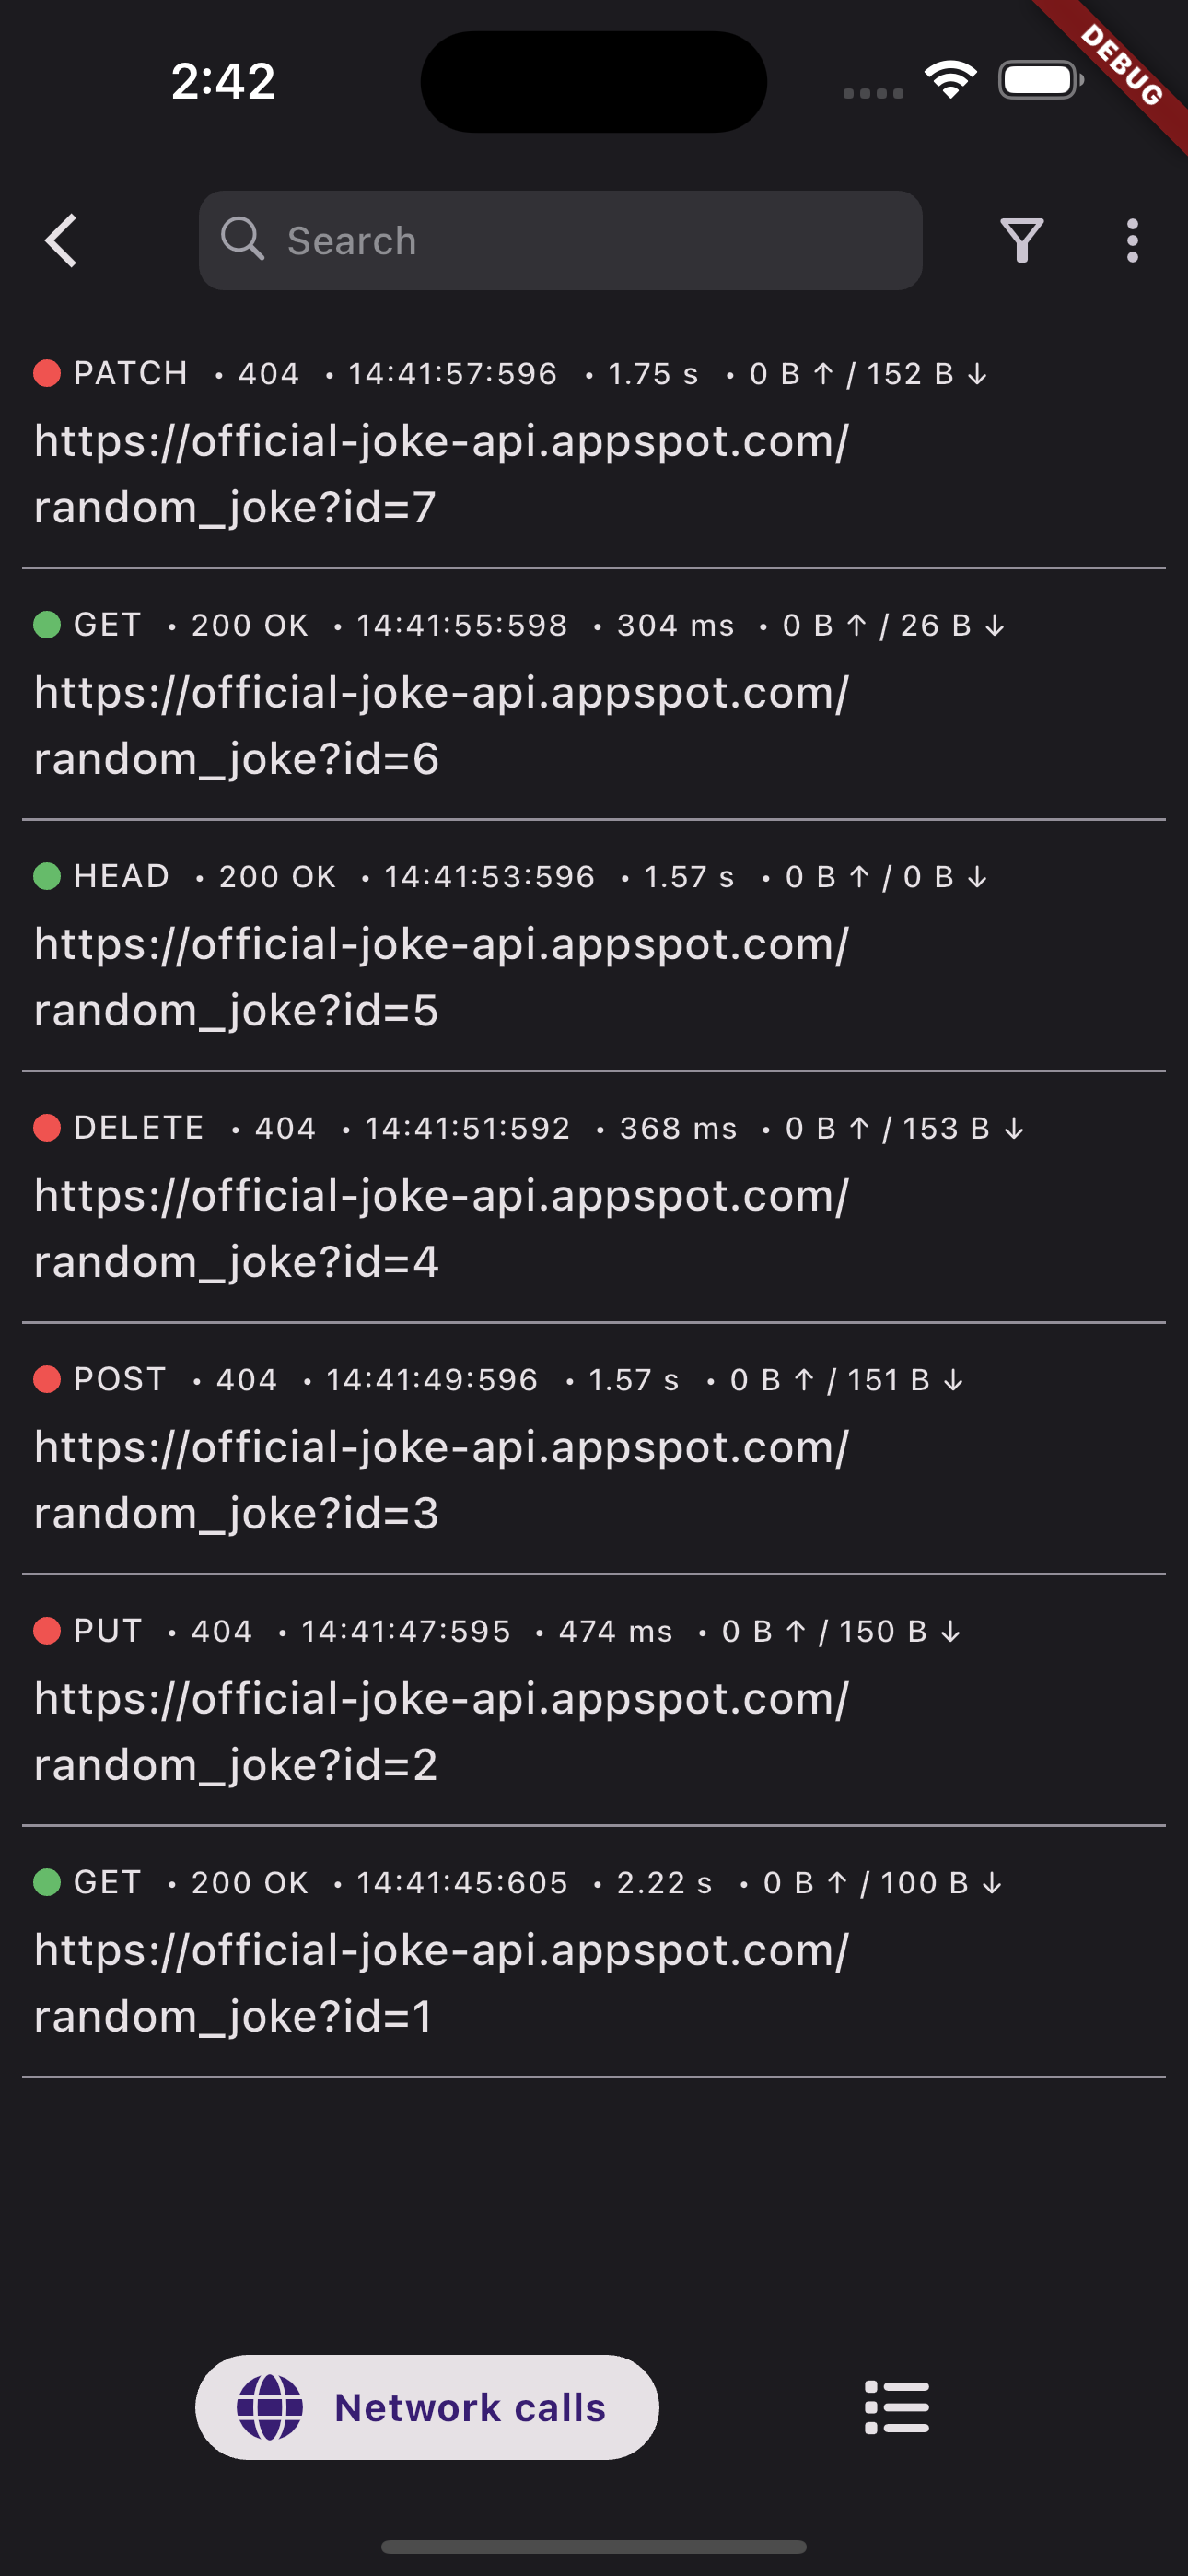 2:42
DEBUG
Search
PATCH • 404 • 14:41:57:596 • 1.75 s • 0 B ↑ / 152 B ↓
https://official-joke-api.appspot.com/
random_joke?id=7
GET • 200 OK • 14:41:55:598 • 304 ms • 0 B ↑ / 26 B ↓
https://official-joke-api.appspot.com/
random_joke?id=6
HEAD • 200 OK • 14:41:53:596 • 1.57 s • 0 B ↑ / 0 B ↓
https://official-joke-api.appspot.com/
random_joke?id=5
DELETE • 404 • 14:41:51:592 • 368 ms • 0 B ↑ / 153 B ↓
https://official-joke-api.appspot.com/
random_joke?id=4
POST • 404 • 14:41:49:596 • 1.57 s • 0 B ↑ / 151 B ↓
https://official-joke-api.appspot.com/
random_joke?id=3
PUT • 404 • 14:41:47:595 • 474 ms • 0 B ↑ / 150 B ↓
https://official-joke-api.appspot.com/
random_joke?id=2
GET • 200 OK • 14:41:45:605 • 2.22 s • 0 B ↑ / 100 B ↓
https://official-joke-api.appspot.com/
random_joke?id=1
Network calls